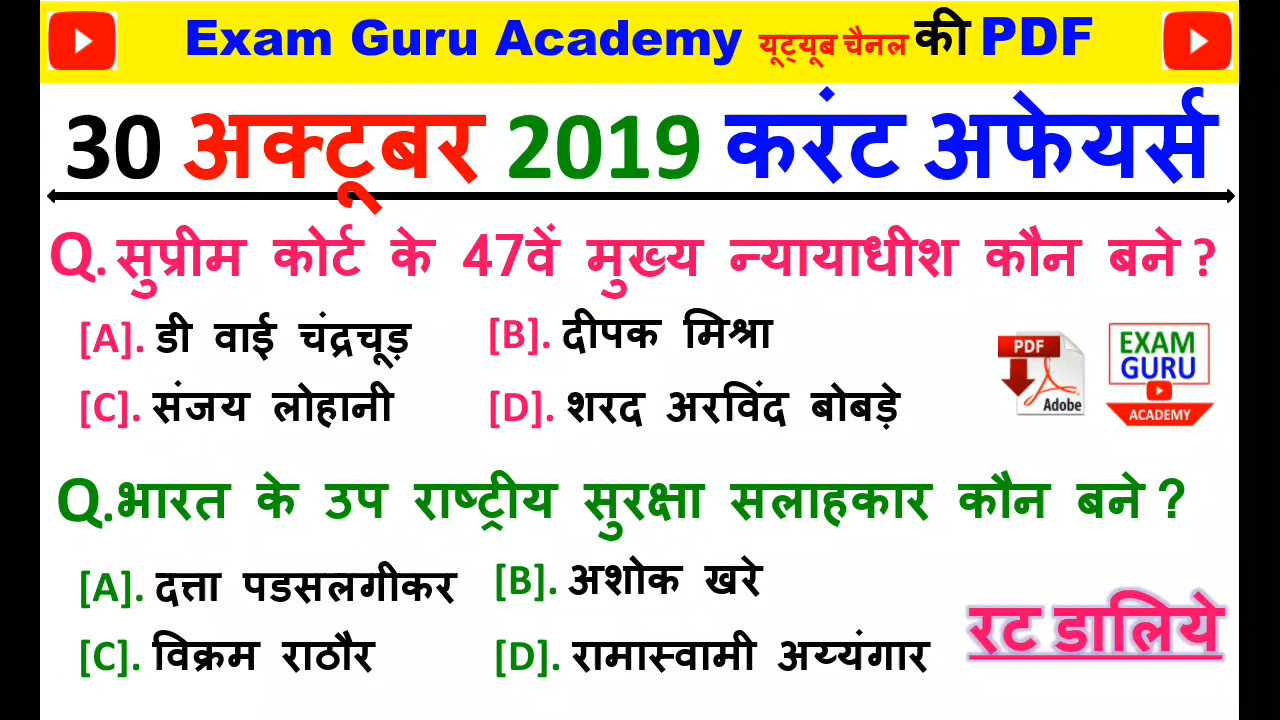 Exam Guru Academy यूट्यूब चैनल की PDF
30 अक्टूबर 2019 करंट अफेयर्स
Q. सुप्रीम कोर्ट के 47वें मुख्य न्यायाधीश कौन बने ?
[A]. डी वाई चंद्रचूड़ [B]. दीपक मिश्रा
[C]. संजय लोहानी [D]. शरद अरविंद बोबड़े
PDF
Adobe
EXAM
GURU
ACADEMY
Q.भारत के उप राष्ट्रीय सुरक्षा सलाहकार कौन बने ?
[A]. दत्ता पडसलगीकर [B]. अशोक खरे
[C]. विक्रम राठौर [D]. रामास्वामी अय्यंगार
रट डालिये